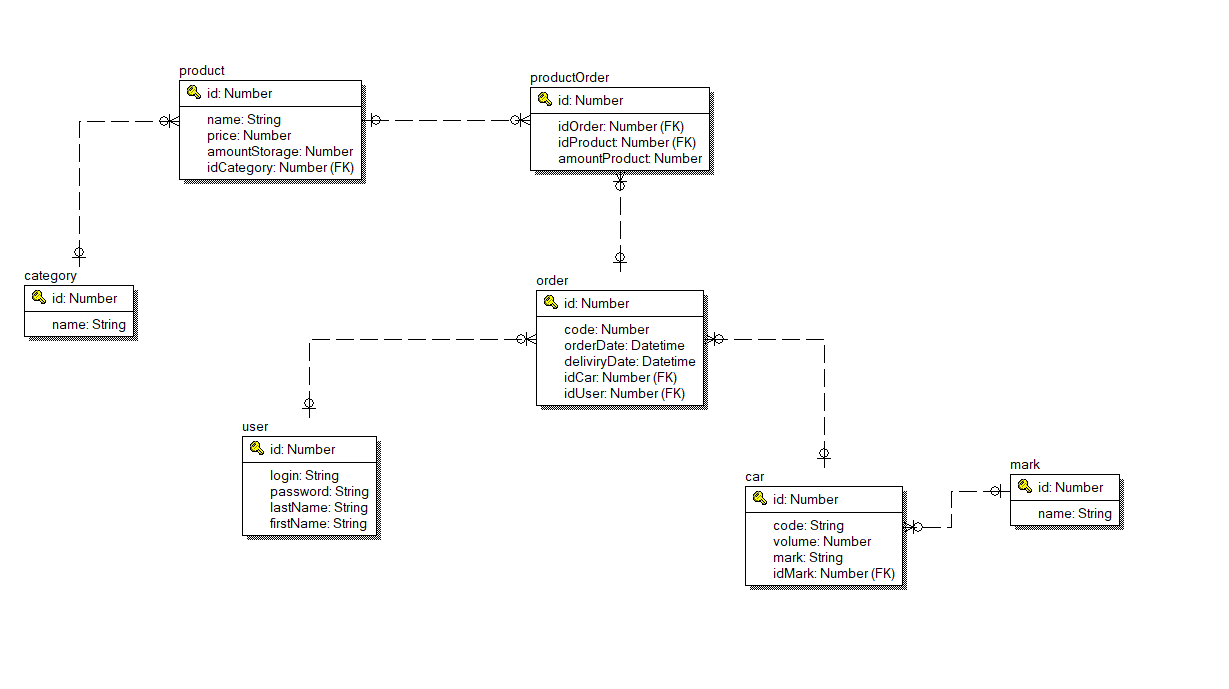 product
id: Number
name: String
price: Number
amountStorage: Number
idCategory: Number (FK)
productOrder
id: Number
idOrder: Number (FK)
idProduct: Number (FK)
amountProduct: Number
category
id: Number
name: String
order
id: Number
code: Number
orderDate: Datetime
deliviryDate: Datetime
idCar: Number (FK)
idUser: Number (FK)
user
id: Number
login: String
password: String
lastName: String
firstName: String
car
id: Number
code: String
volume: Number
mark: String
idMark: Number (FK)
mark
id: Number
name: String